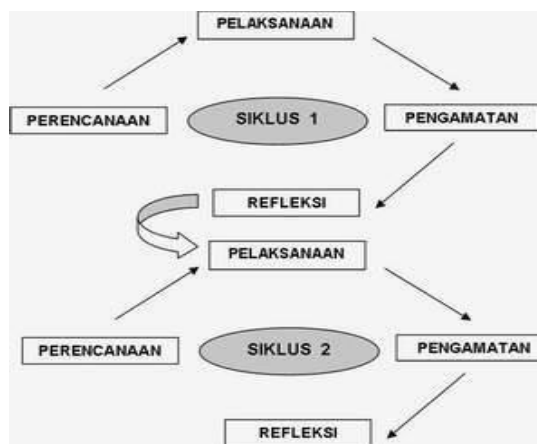 PELAKSANAAN
PERENCANAAN
SIKLUS 1
PENGAMATAN
REFLEKSI
PELAKSANAAN
PERENCANAAN
SIKLUS 2
PENGAMATAN
REFLEKSI